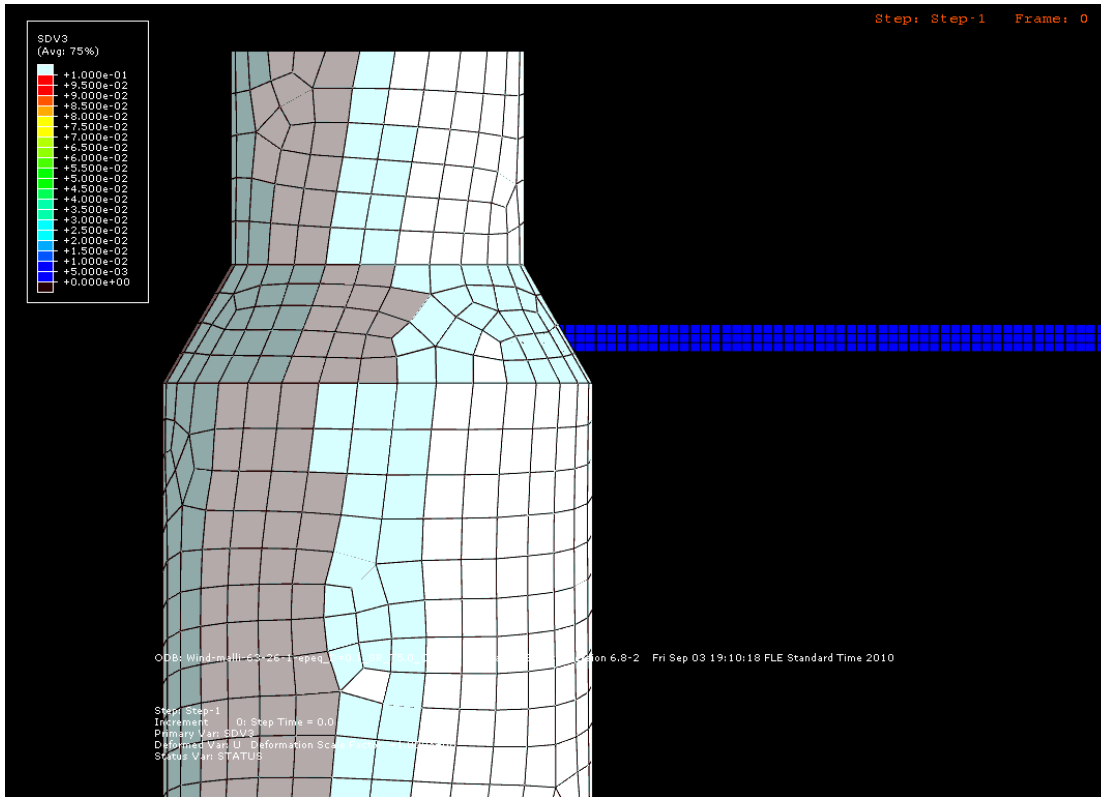 Step: Step-1 Frame: 0
SDV3
(Avg: 75%)
+1.000e-01
+9.500e-02
+9.000e-02
+8.500e-02
+8.000e-02
+7.500e-02
+7.000e-02
+6.500e-02
+6.000e-02
+5.500e-02
+5.000e-02
+4.500e-02
+4.000e-02
+3.500e-02
+3.000e-02
+2.500e-02
+2.000e-02
+1.500e-02
+1.000e-02
+5.000e-03
+0.000e+00
ODB: 6.8-2 Fri Sep 03 19:10:18 FLE Standard Time 2010
Step: Step-1
Increment 0: Step Time = 0.0
Primary Var: SDV3
Deformed Var: U Deformation
Status Var: STATUS